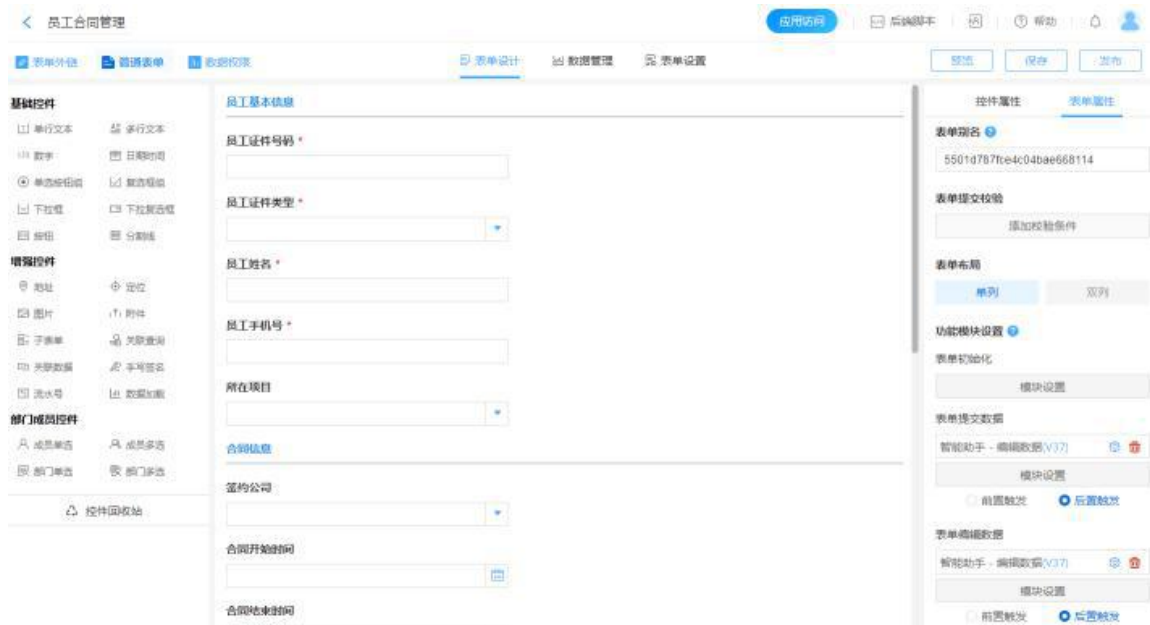 员工合同管理
应用访问
后端脚本
帮助
表单外链
普通表单
数据权限
表单设计
数据管理
表单设置
预览
保存
发布
基础控件
单行文本
多行文本
数字
日期时间
单选按钮组
复选框组
下拉框
下拉复选框
按钮
分割线
增强控件
地址
定位
图片
附件
子表单
关联查询
关联数据
手写签名
流水号
数据加载
部门成员控件
成员单选
成员多选
部门单选
部门多选
控件回收站
员工基本信息
员工证件号码 *
员工证件类型 *
员工姓名 *
员工手机号 *
所在项目
合同信息
签约公司
合同开始时间
合同结束时间
控件属性
表单属性
表单别名
5501d787fce4c04bae668114
表单提交校验
添加校验条件
表单布局
单列
双列
功能模块设置
表单初始化
模块设置
表单提交数据
智能助手 - 编辑数据(V37)
模块设置
前置触发
后置触发
表单编辑数据
智能助手 - 编辑数据(V37)
模块设置
前置触发
后置触发